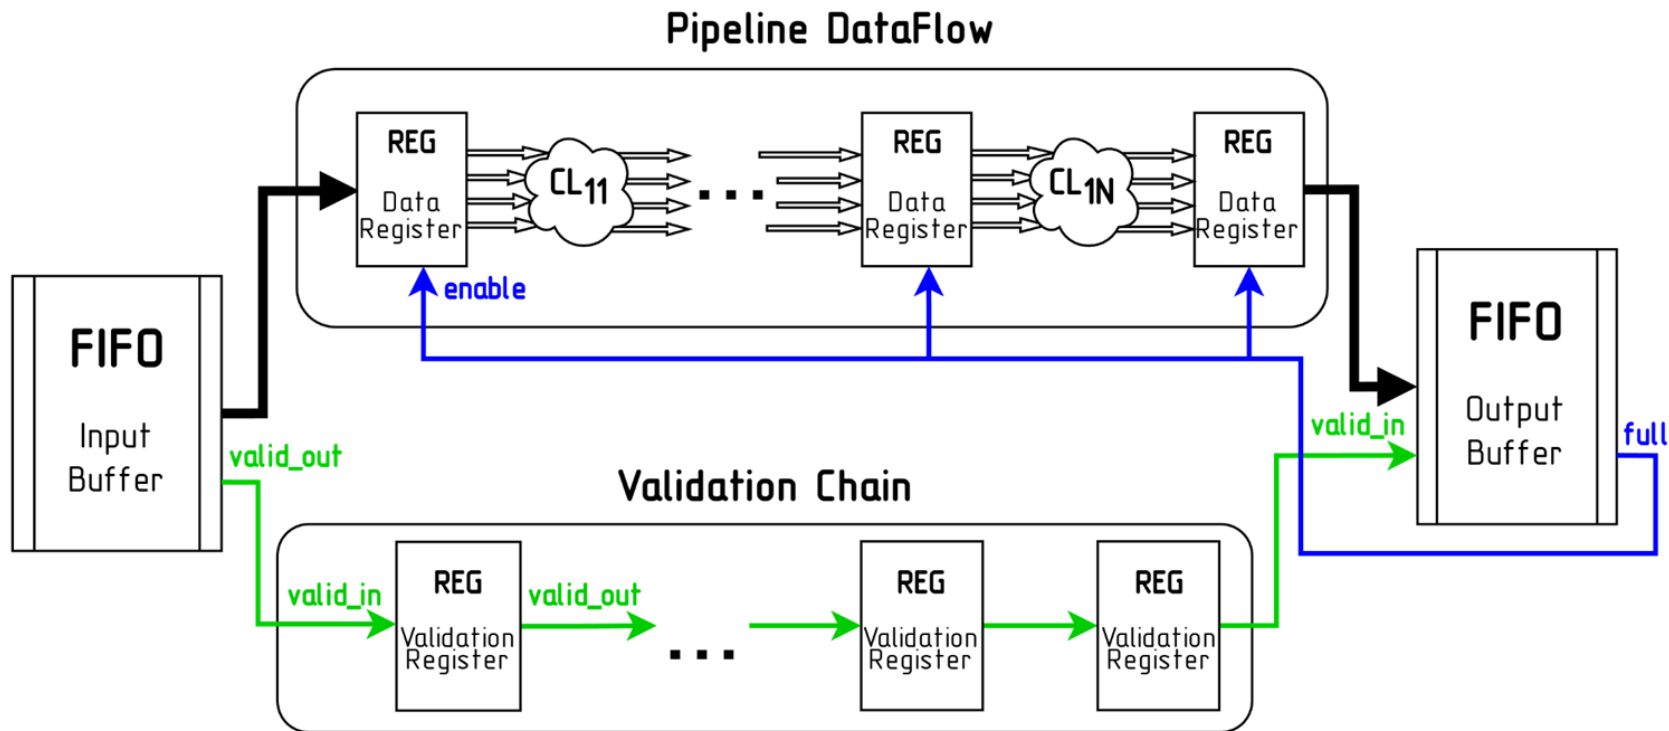 Pipeline DataFlow
REG
Data
Register
CL11
...
REG
Data
Register
CL1N
REG
Data
Register
enable
FIFO
Input
Buffer
valid_out
FIFO
Output
Buffer
valid_in
full
Validation Chain
valid_in
REG
Validation
Register
valid_out
...
REG
Validation
Register
REG
Validation
Register